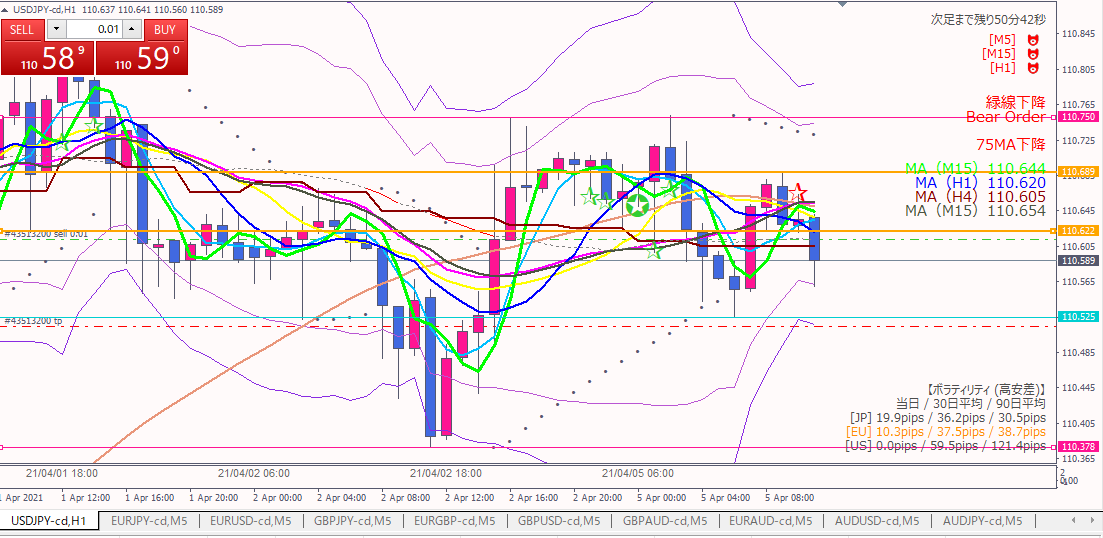 USDJPY-cd,H1 110.637 110.641 110.560 110.589
SELL 0.01 BUY
110 58 9 110 59 0
次足まで残り50分42秒
[M5]
[M15]
[H1]
緑線下降
Bear Order
75MA下降
MA (M15) 110.644
MA (H1) 110.620
MA (H4) 110.605
MA (M15) 110.654
#43513200 sell 0.01
#43513200 tp
【ボラティリティ (高安差)】
当日 / 30日平均 / 90日平均
[JP] 19.9pips / 36.2pips / 30.5pips
[EU] 10.3pips / 37.5pips / 38.7pips
[US] 0.0pips / 59.5pips / 121.4pips
110.845
110.805
110.765
110.750
110.725
110.689
110.645
110.622
110.605
110.589
110.565
110.525
110.485
110.445
110.405
110.378
110.365
21/04/01 18:00 21/04/02 06:00 21/04/02 18:00 21/04/05 06:00
1 Apr 2021 1 Apr 12:00 1 Apr 16:00 1 Apr 20:00 2 Apr 00:00 2 Apr 04:00 2 Apr 08:00 2 Apr 12:00 2 Apr 16:00 2 Apr 20:00 5 Apr 00:00 5 Apr 04:00 5 Apr 08:00
USDJPY-cd,H1 EURJPY-cd,M5 EURUSD-cd,M5 GBPJPY-cd,M5 EURGBP-cd,M5 GBPUSD-cd,M5 GBPAUD-cd,M5 EURAUD-cd,M5 AUDUSD-cd,M5 AUDJPY-cd,M5